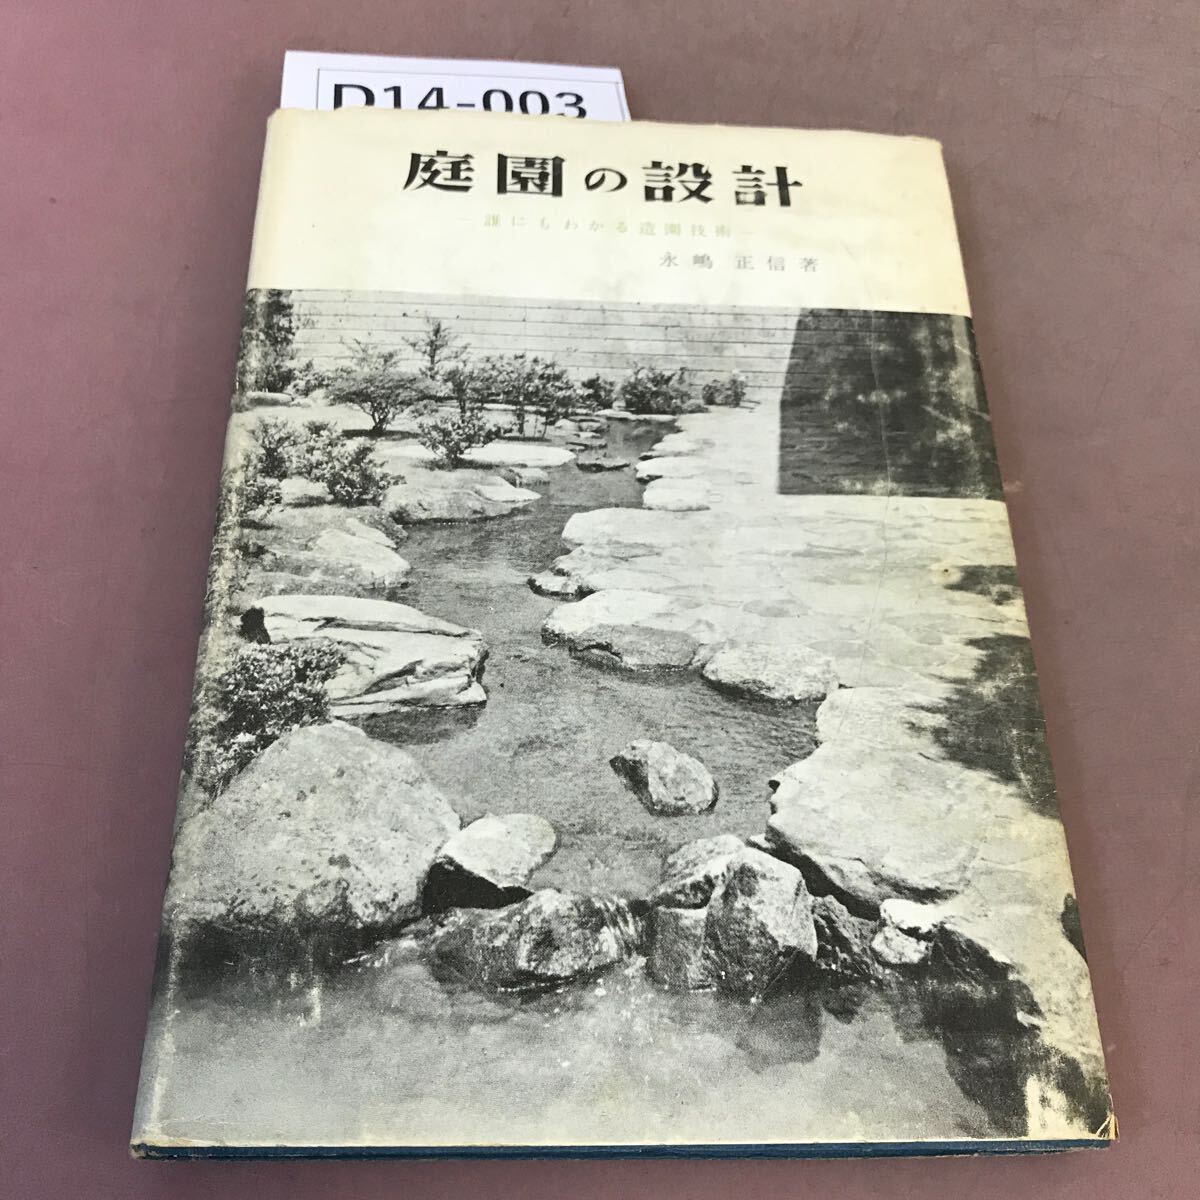 D14-003
庭園の設計
―誰にもわかる造園技術―
永嶋 正信著